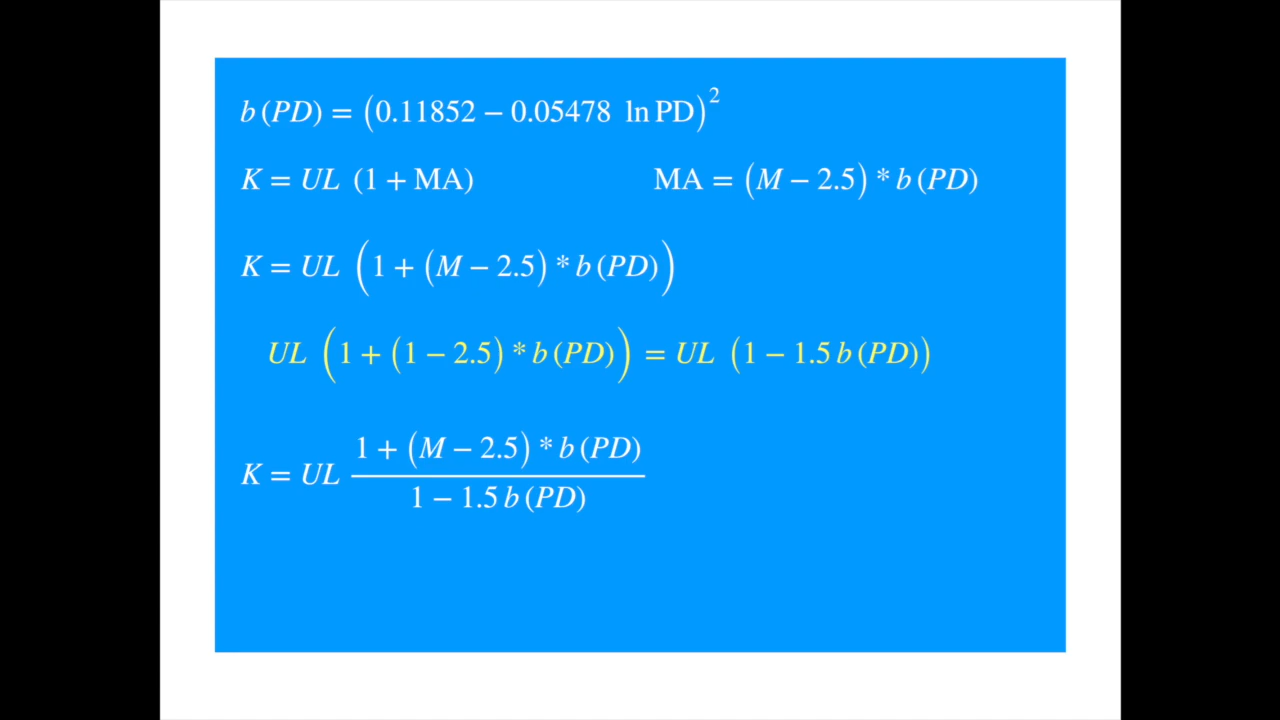 b (PD) = (0.11852 − 0.05478 ln PD)²
K = UL (1 + MA) MA = (M − 2.5) * b (PD)
K = UL (1 + (M − 2.5) * b (PD))
UL (1 + (1 − 2.5) * b (PD)) = UL (1 − 1.5 b (PD))
1 + (M − 2.5) * b (PD)
K = UL
1 − 1.5 b (PD)